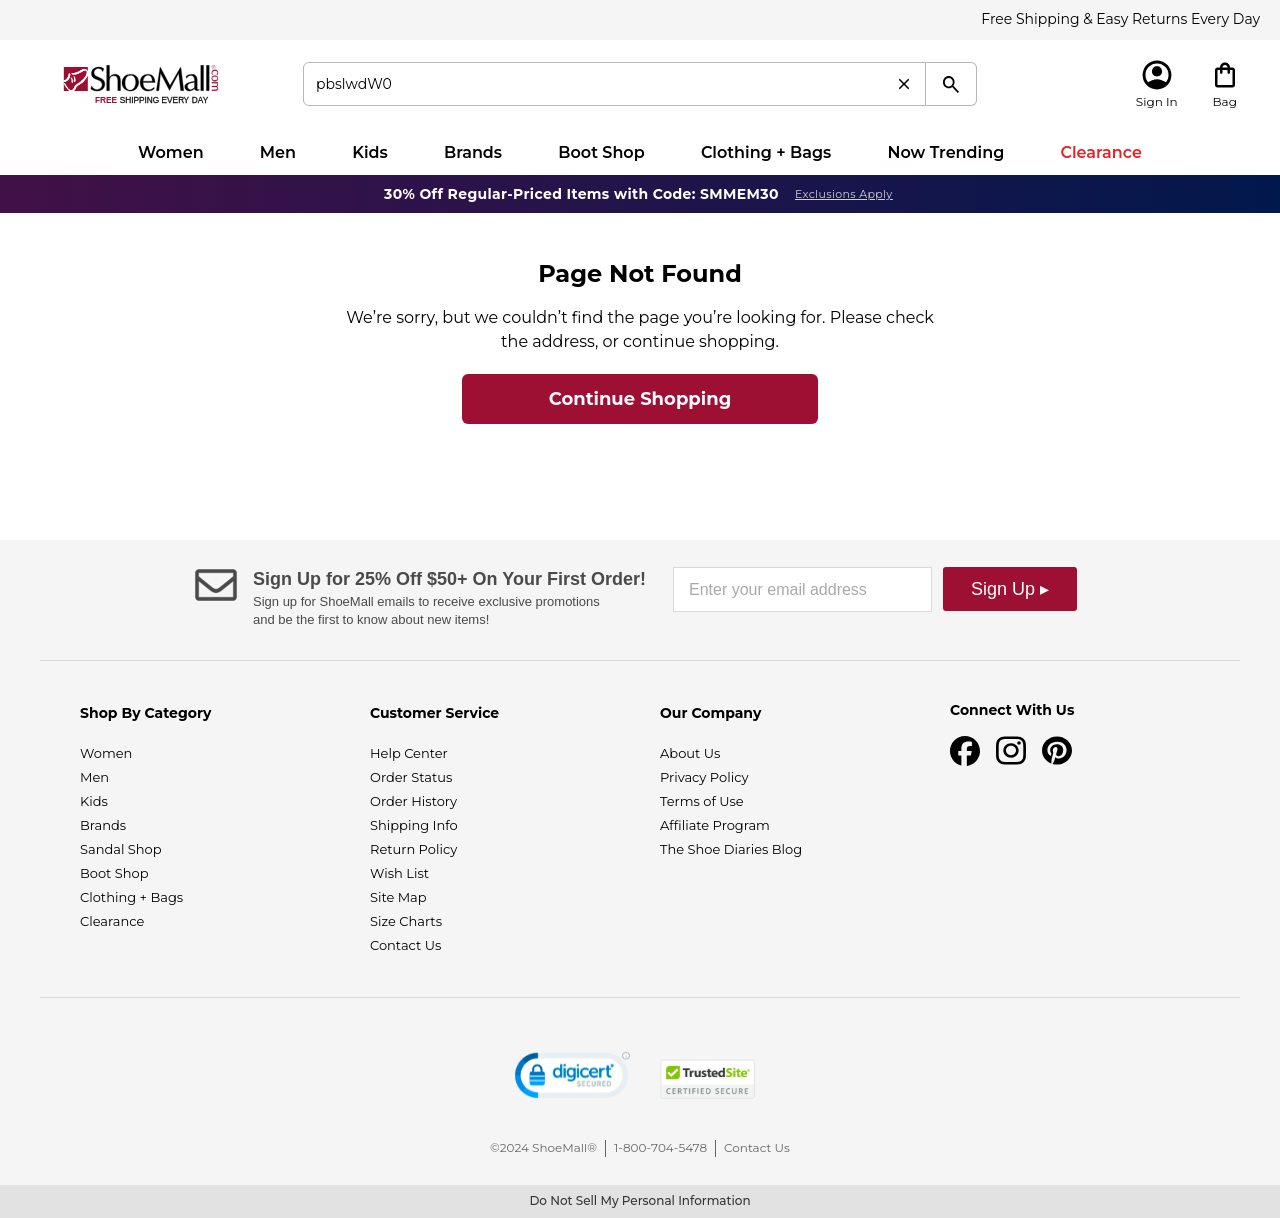 Free Shipping & Easy Returns Every Day
ShoeMall.com
FREE SHIPPING EVERY DAY
pbslwdW0
Sign In
Bag
Women
Men
Kids
Brands
Boot Shop
Clothing + Bags
Now Trending
Clearance
30% Off Regular-Priced Items with Code: SMMEM30
Exclusions Apply
Page Not Found
We’re sorry, but we couldn’t find the page you’re looking for. Please check
the address, or continue shopping.
Continue Shopping
Sign Up for 25% Off $50+ On Your First Order!
Sign up for ShoeMall emails to receive exclusive promotions
and be the first to know about new items!
Enter your email address
Sign Up ▸
Shop By Category
Women
Men
Kids
Brands
Sandal Shop
Boot Shop
Clothing + Bags
Clearance
Customer Service
Help Center
Order Status
Order History
Shipping Info
Return Policy
Wish List
Site Map
Size Charts
Contact Us
Our Company
About Us
Privacy Policy
Terms of Use
Affiliate Program
The Shoe Diaries Blog
Connect With Us
digicert
SECURED
TrustedSite
CERTIFIED SECURE
©2024 ShoeMall®
1-800-704-5478
Contact Us
Do Not Sell My Personal Information